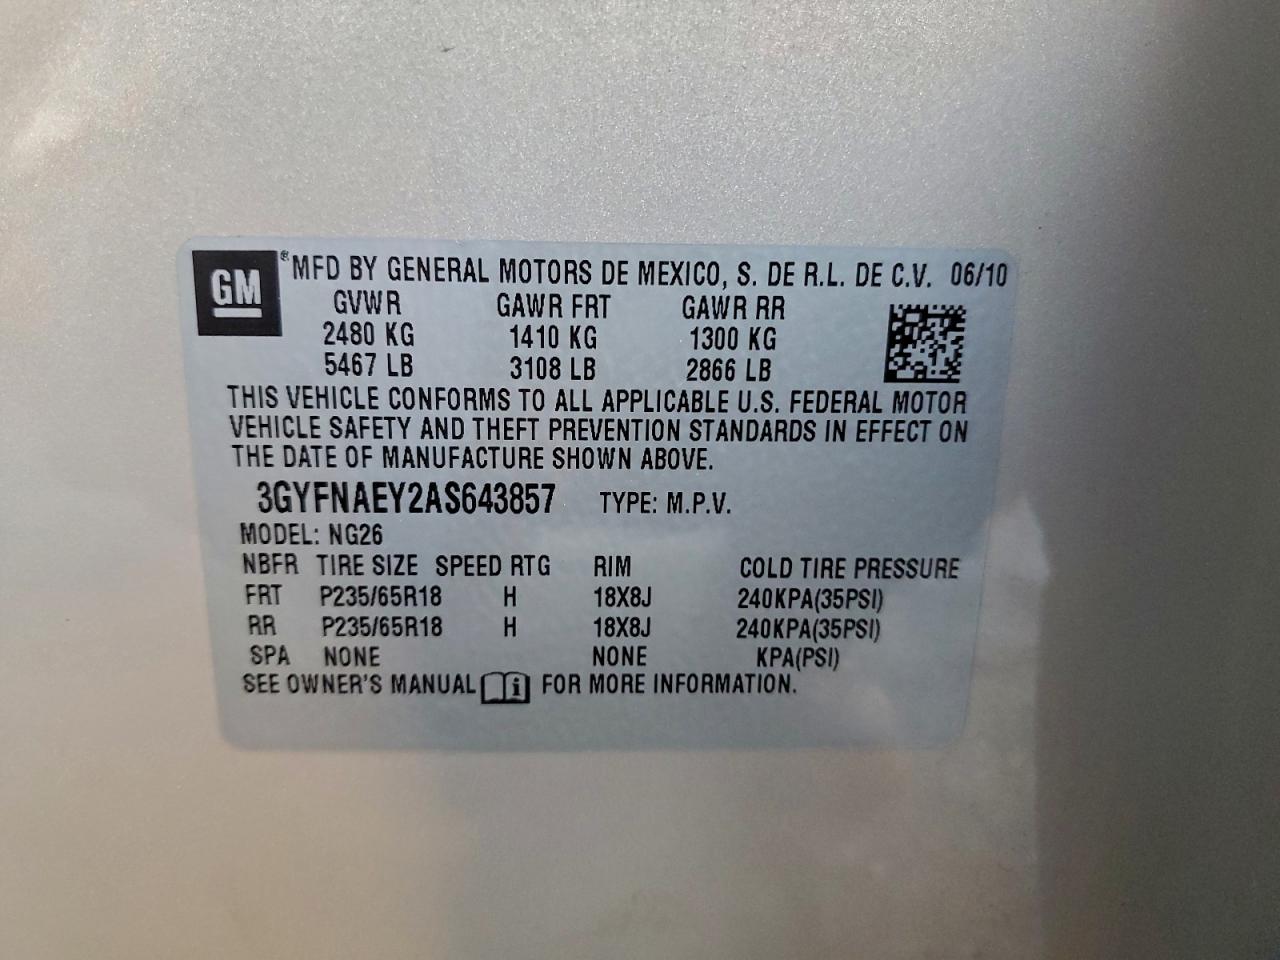 GM ® MFD BY GENERAL MOTORS DE MEXICO, S. DE R.L. DE C.V. 06/10
GVWR GAWR FRT GAWR RR
2480 KG 1410 KG 1300 KG
5467 LB 3108 LB 2866 LB
THIS VEHICLE CONFORMS TO ALL APPLICABLE U.S. FEDERAL MOTOR
VEHICLE SAFETY AND THEFT PREVENTION STANDARDS IN EFFECT ON
THE DATE OF MANUFACTURE SHOWN ABOVE.
3GYFNAEY2AS643857 TYPE: M.P.V.
MODEL: NG26
NBFR TIRE SIZE SPEED RTG RIM COLD TIRE PRESSURE
FRT P235/65R18 H 18X8J 240KPA(35PSI)
RR P235/65R18 H 18X8J 240KPA(35PSI)
SPA NONE NONE KPA(PSI)
SEE OWNER'S MANUAL i FOR MORE INFORMATION.